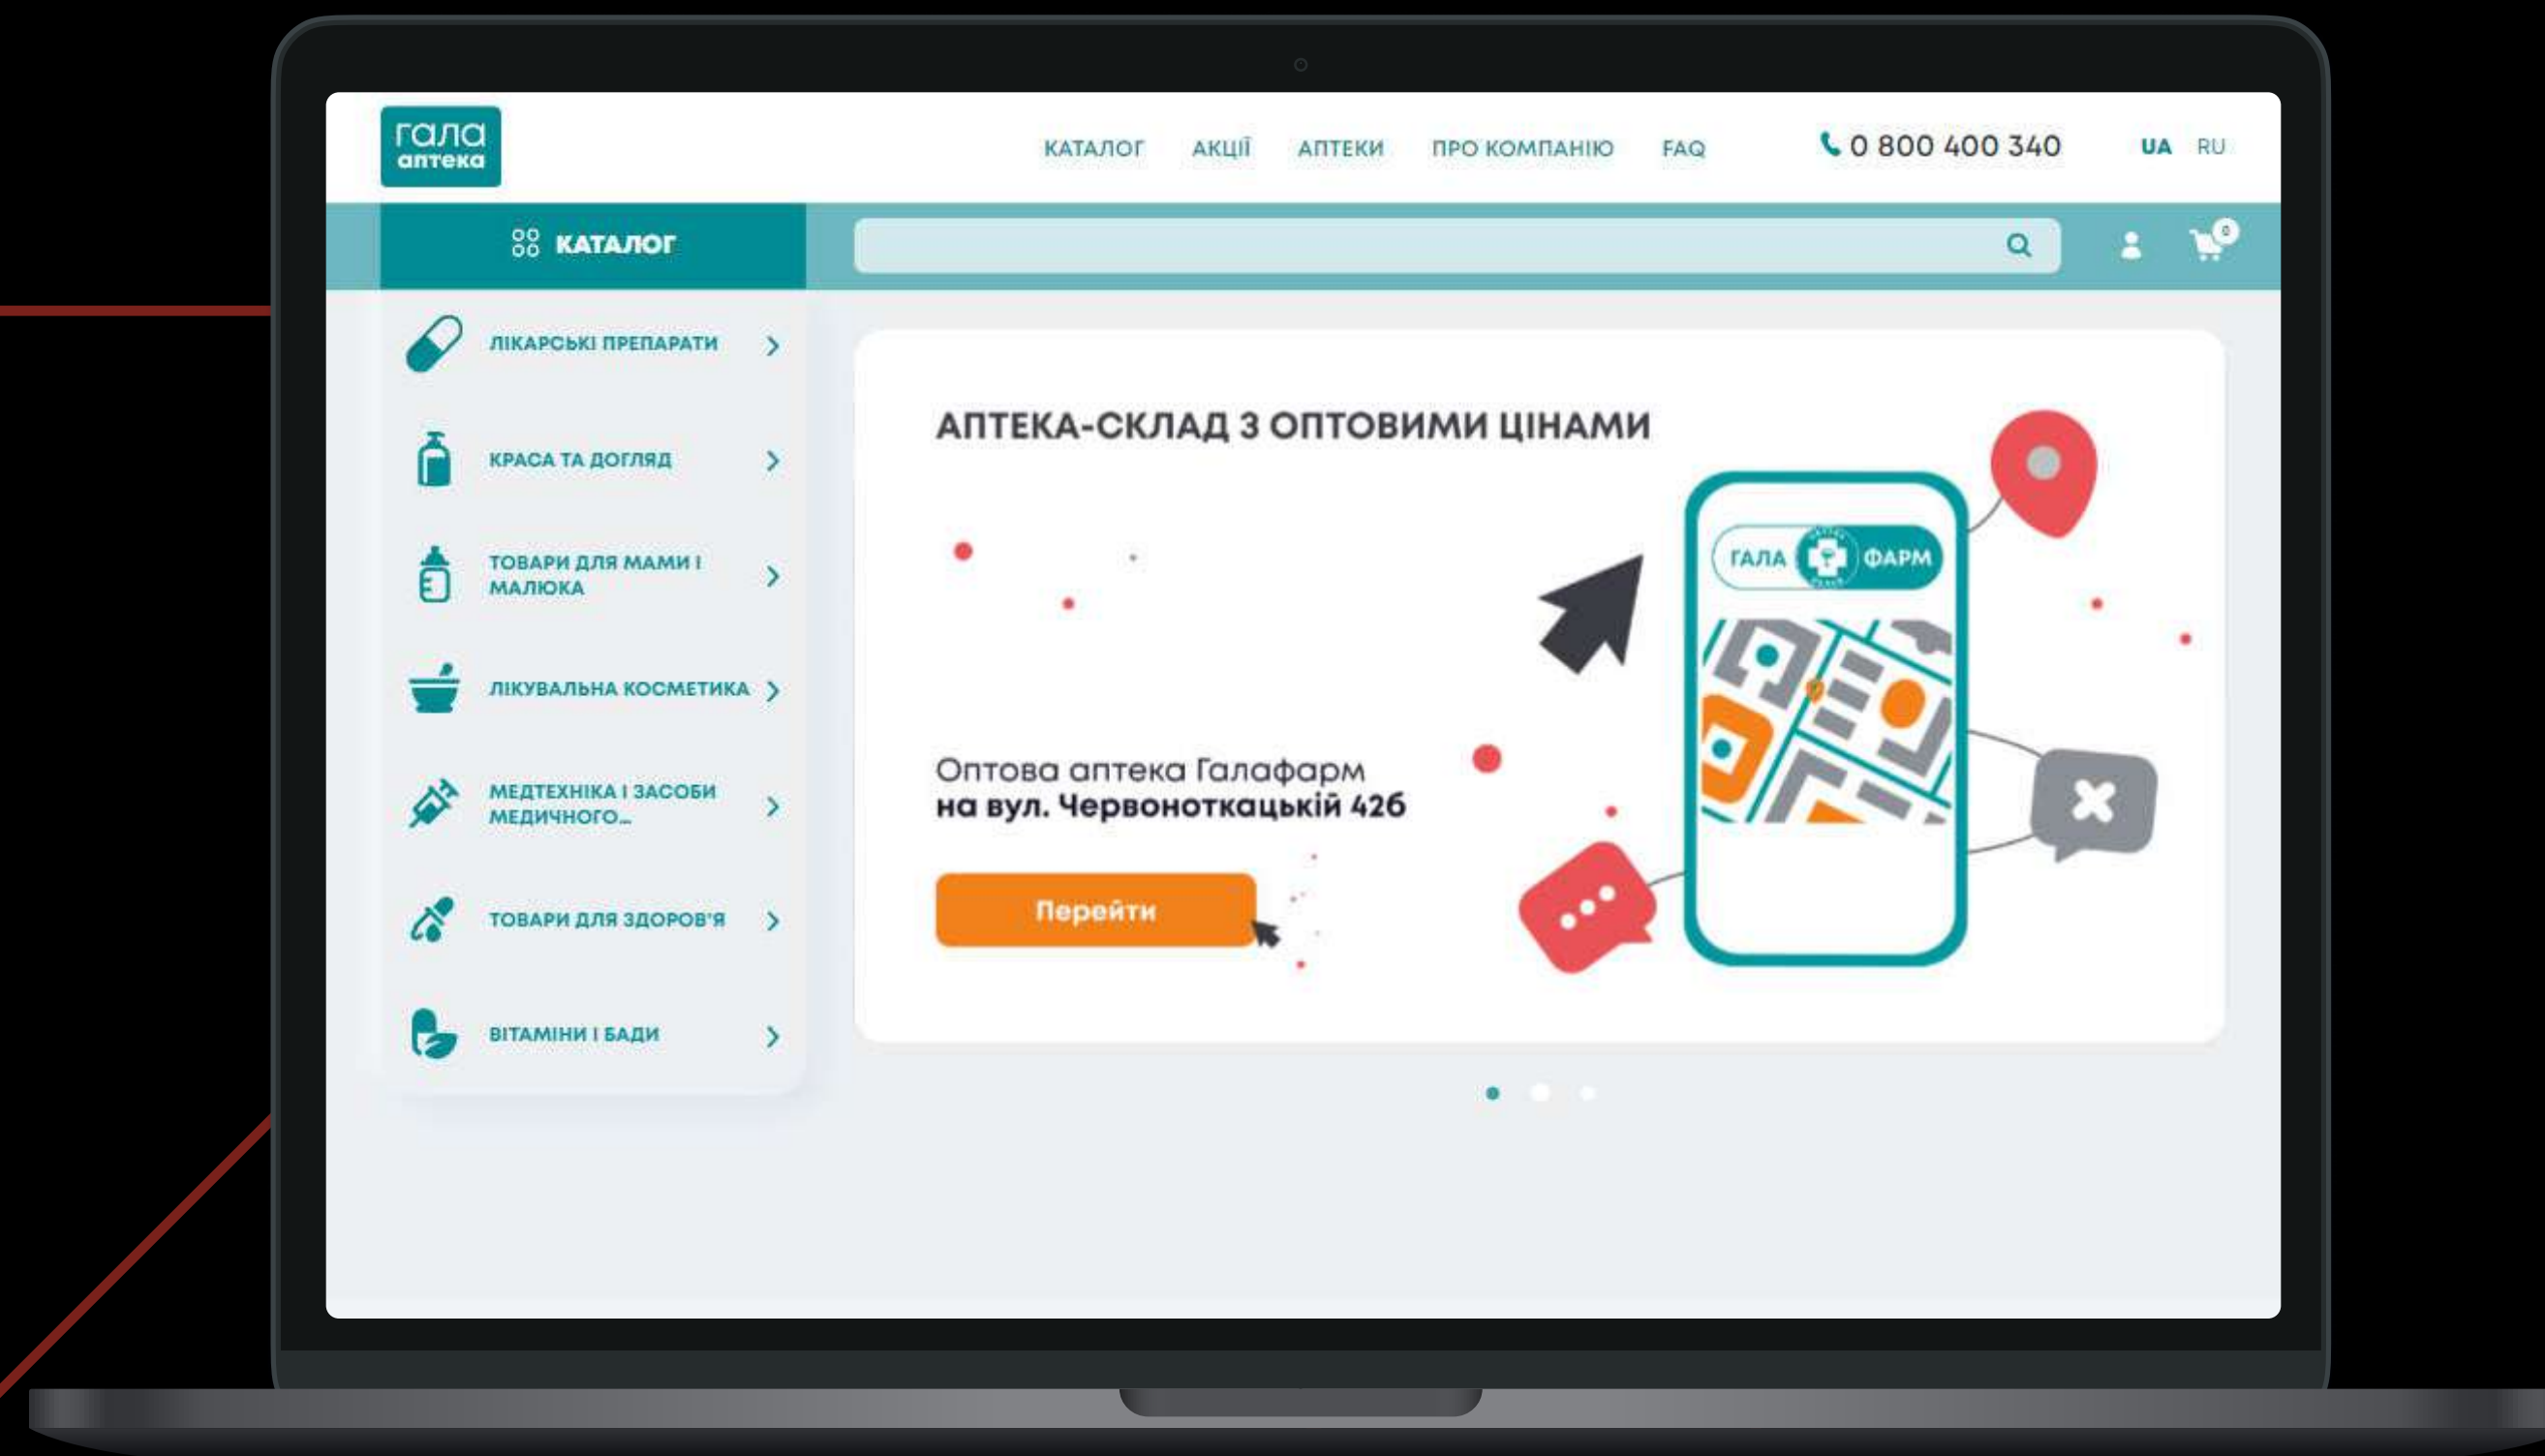 гала
аптека
КАТАЛОГ АКЦІЇ АПТЕКИ ПРО КОМПАНІЮ FAQ 0 800 400 340 UA RU
КАТАЛОГ
0
ЛІКАРСЬКІ ПРЕПАРАТИ
КРАСА ТА ДОГЛЯД
ТОВАРИ ДЛЯ МАМИ І
МАЛЮКА
ЛІКУВАЛЬНА КОСМЕТИКА
МЕДТЕХНІКА І ЗАСОБИ
МЕДИЧНОГО...
ТОВАРИ ДЛЯ ЗДОРОВ'Я
ВІТАМІНИ І БАДИ
АПТЕКА-СКЛАД З ОПТОВИМИ ЦІНАМИ
ГАЛА ФАРМ
Оптова аптека Галафарм
на вул. Червоноткацькій 42б
Перейти